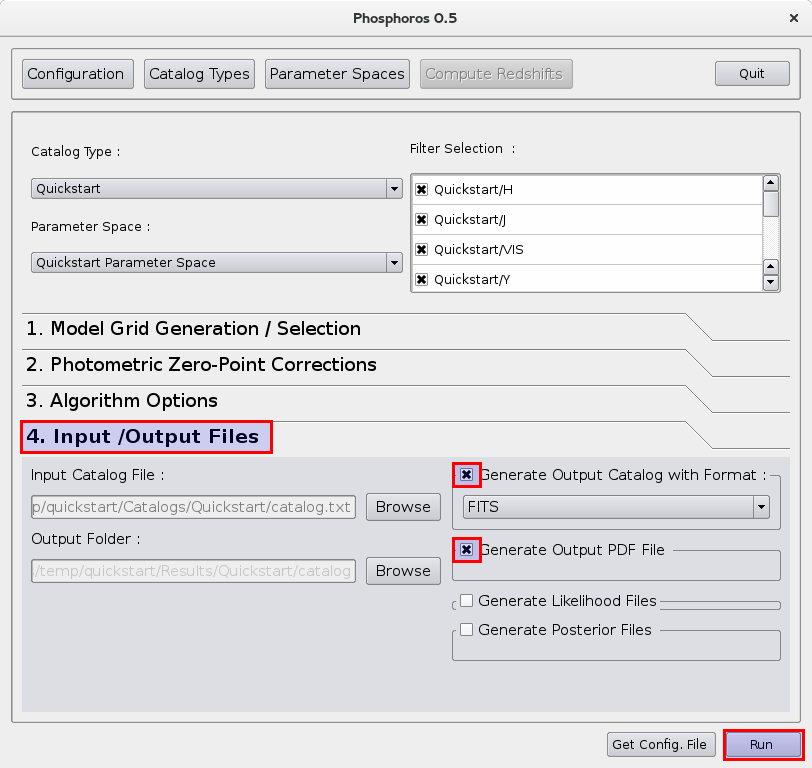 Phosphoros 0.5
Configuration Catalog Types Parameter Spaces Compute Redshifts Quit
Catalog Type :
Quickstart
Parameter Space :
Quickstart Parameter Space
Filter Selection :
Quickstart/H
Quickstart/J
Quickstart/VIS
Quickstart/Y
1. Model Grid Generation / Selection
2. Photometric Zero-Point Corrections
3. Algorithm Options
4. Input /Output Files
Input Catalog File :
p/quickstart/Catalogs/Quickstart/catalog.txt Browse
Output Folder :
/temp/quickstart/Results/Quickstart/catalog Browse
Generate Output Catalog with Format :
FITS
Generate Output PDF File
Generate Likelihood Files
Generate Posterior Files
Get Config. File Run